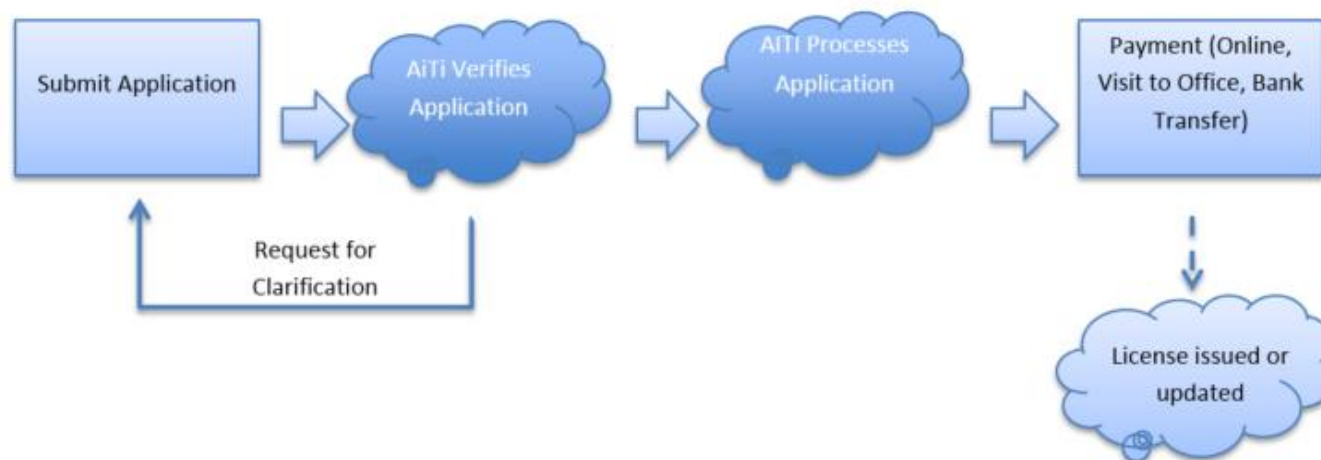 Submit Application
AiTi Verifies
Application
AITI Processes
Application
Payment (Online,
Visit to Office, Bank
Transfer)
Request for
Clarification
License issued or
updated